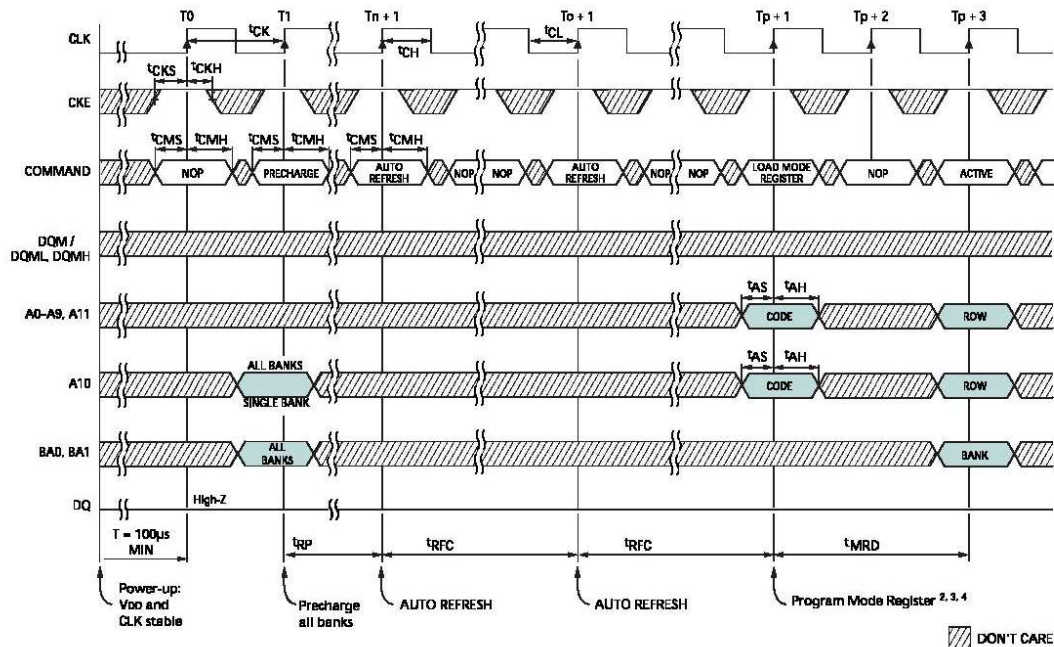 T0 T1 Tn + 1 To + 1 Tp + 1 Tp + 2 Tp + 3
CLK tCK tCH tCL
tCKS tCKH
CKE
tCMS tCMH tCMS tCMH tCMS tCMH
COMMAND NOP PRECHARGE AUTO REFRESH NOP NOP AUTO REFRESH NOP NOP LOAD MODE REGISTER NOP ACTIVE
DQM /
DQML, DQMH
tAS tAH
A0–A9, A11 CODE ROW
ALL BANKS tAS tAH
A10 CODE ROW
SINGLE BANK
BA0, BA1 ALL BANKS BANK
High-Z
DQ
T = 100µs
MIN
tRP tRFC tRFC tMRD
Power-up:
VDD and
CLK stable
Precharge
all banks
AUTO REFRESH
AUTO REFRESH
Program Mode Register 2, 3, 4
DON'T CARE